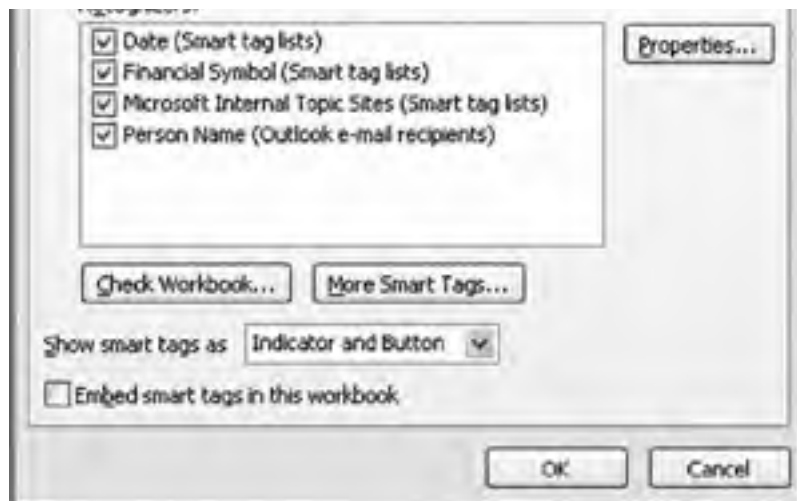 Date (Smart tag lists)
Properties...
Financial Symbol (Smart tag lists)
Microsoft Internal Topic Sites (Smart tag lists)
Person Name (Outlook e-mail recipients)
Check Workbook... More Smart Tags...
Show smart tags as Indicator and Button
Embed smart tags in this workbook
OK Cancel